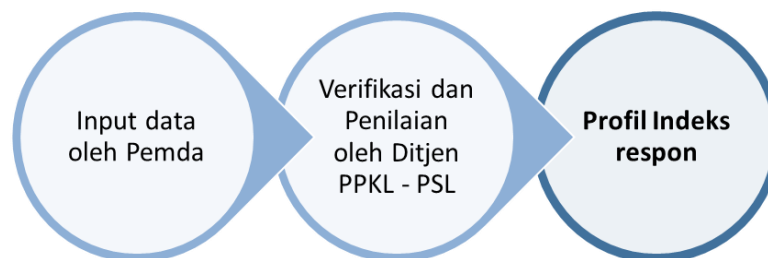 Input data
oleh Pemda
Verifikasi dan
Penilaian
oleh Ditjen
PPKL - PSL
Profil Indeks
respon